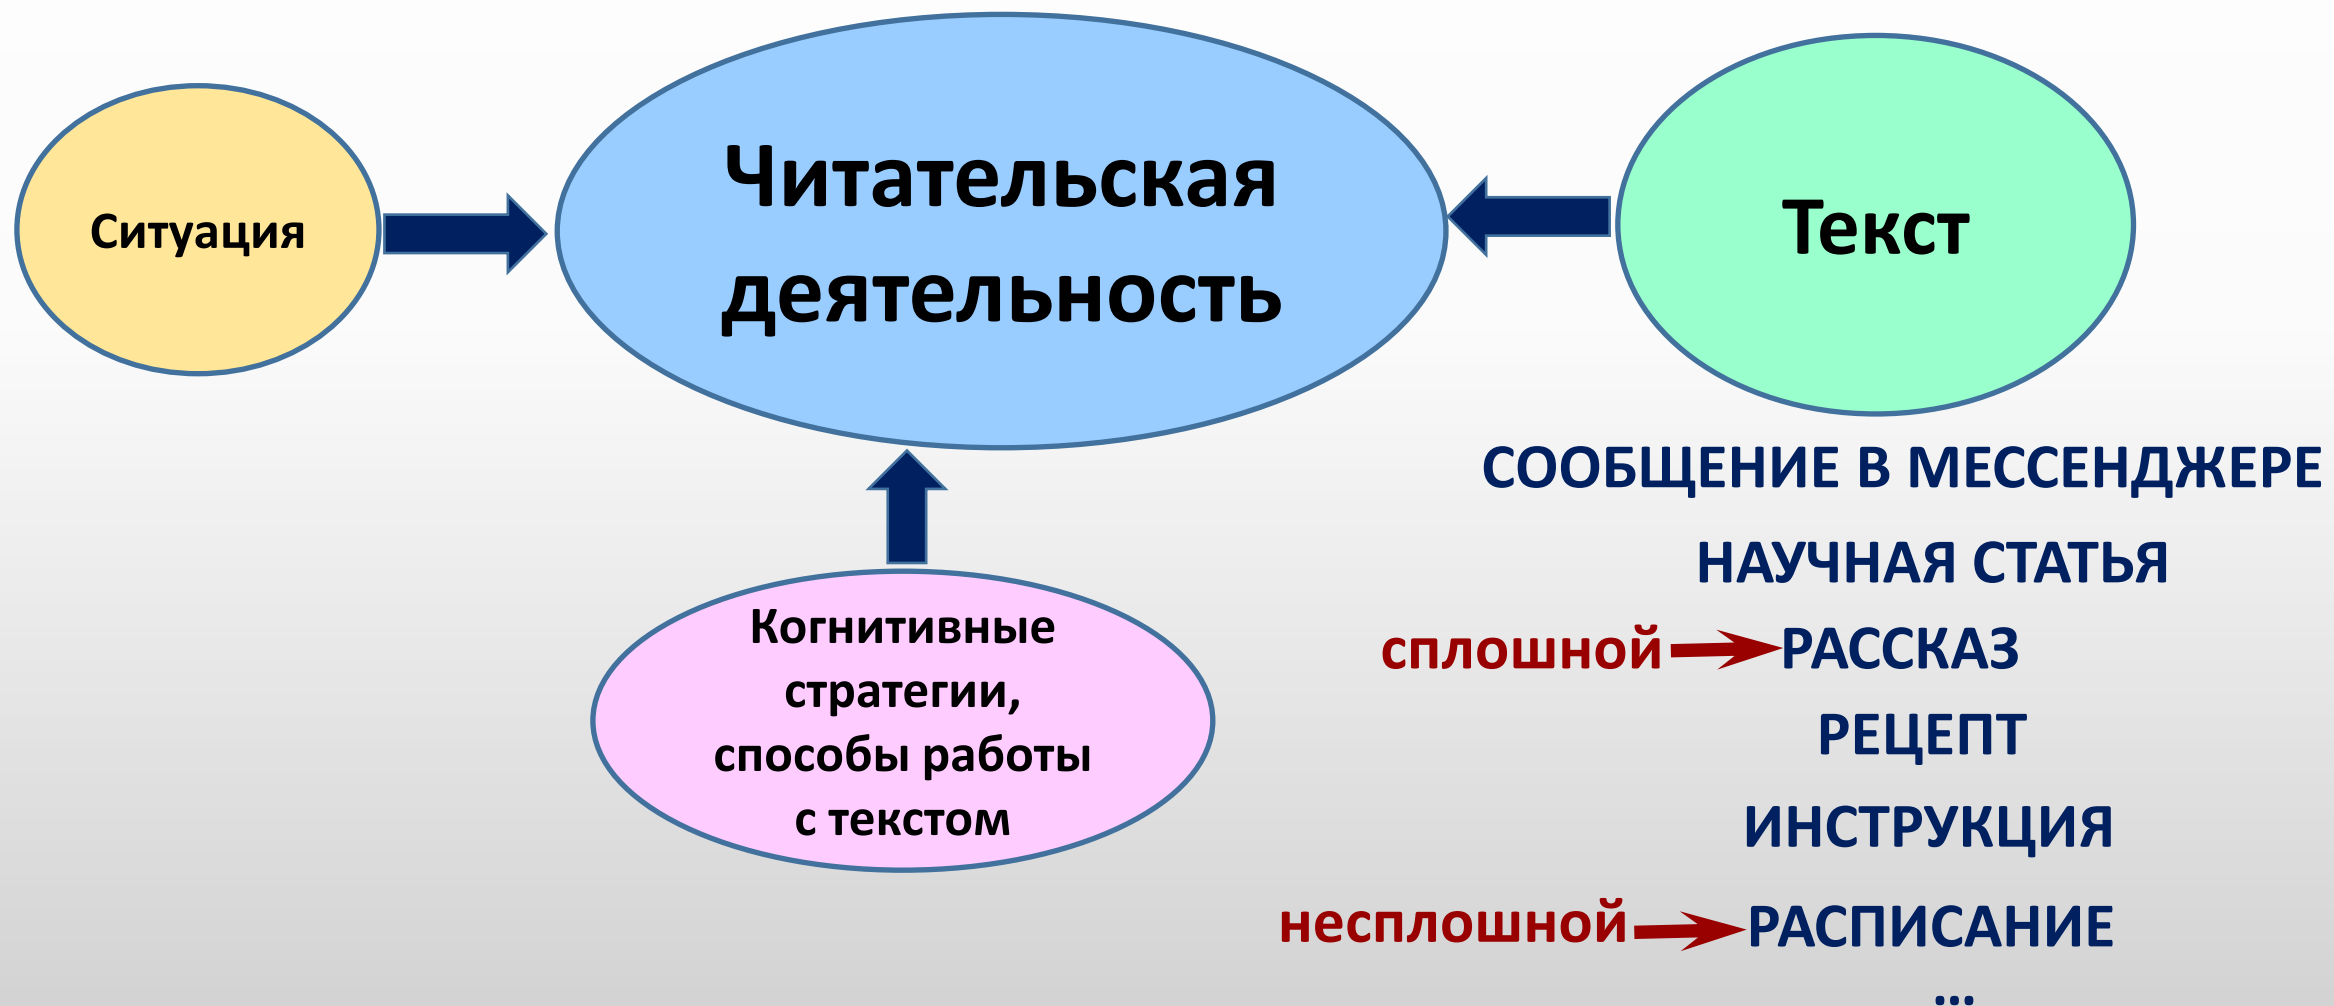 Ситуация
Читательская
деятельность
Текст
Когнитивные
стратегии,
способы работы
с текстом
СООБЩЕНИЕ В МЕССЕНДЖЕРЕ
НАУЧНАЯ СТАТЬЯ
сплошной РАССКАЗ
РЕЦЕПТ
ИНСТРУКЦИЯ
несплошной РАСПИСАНИЕ
...